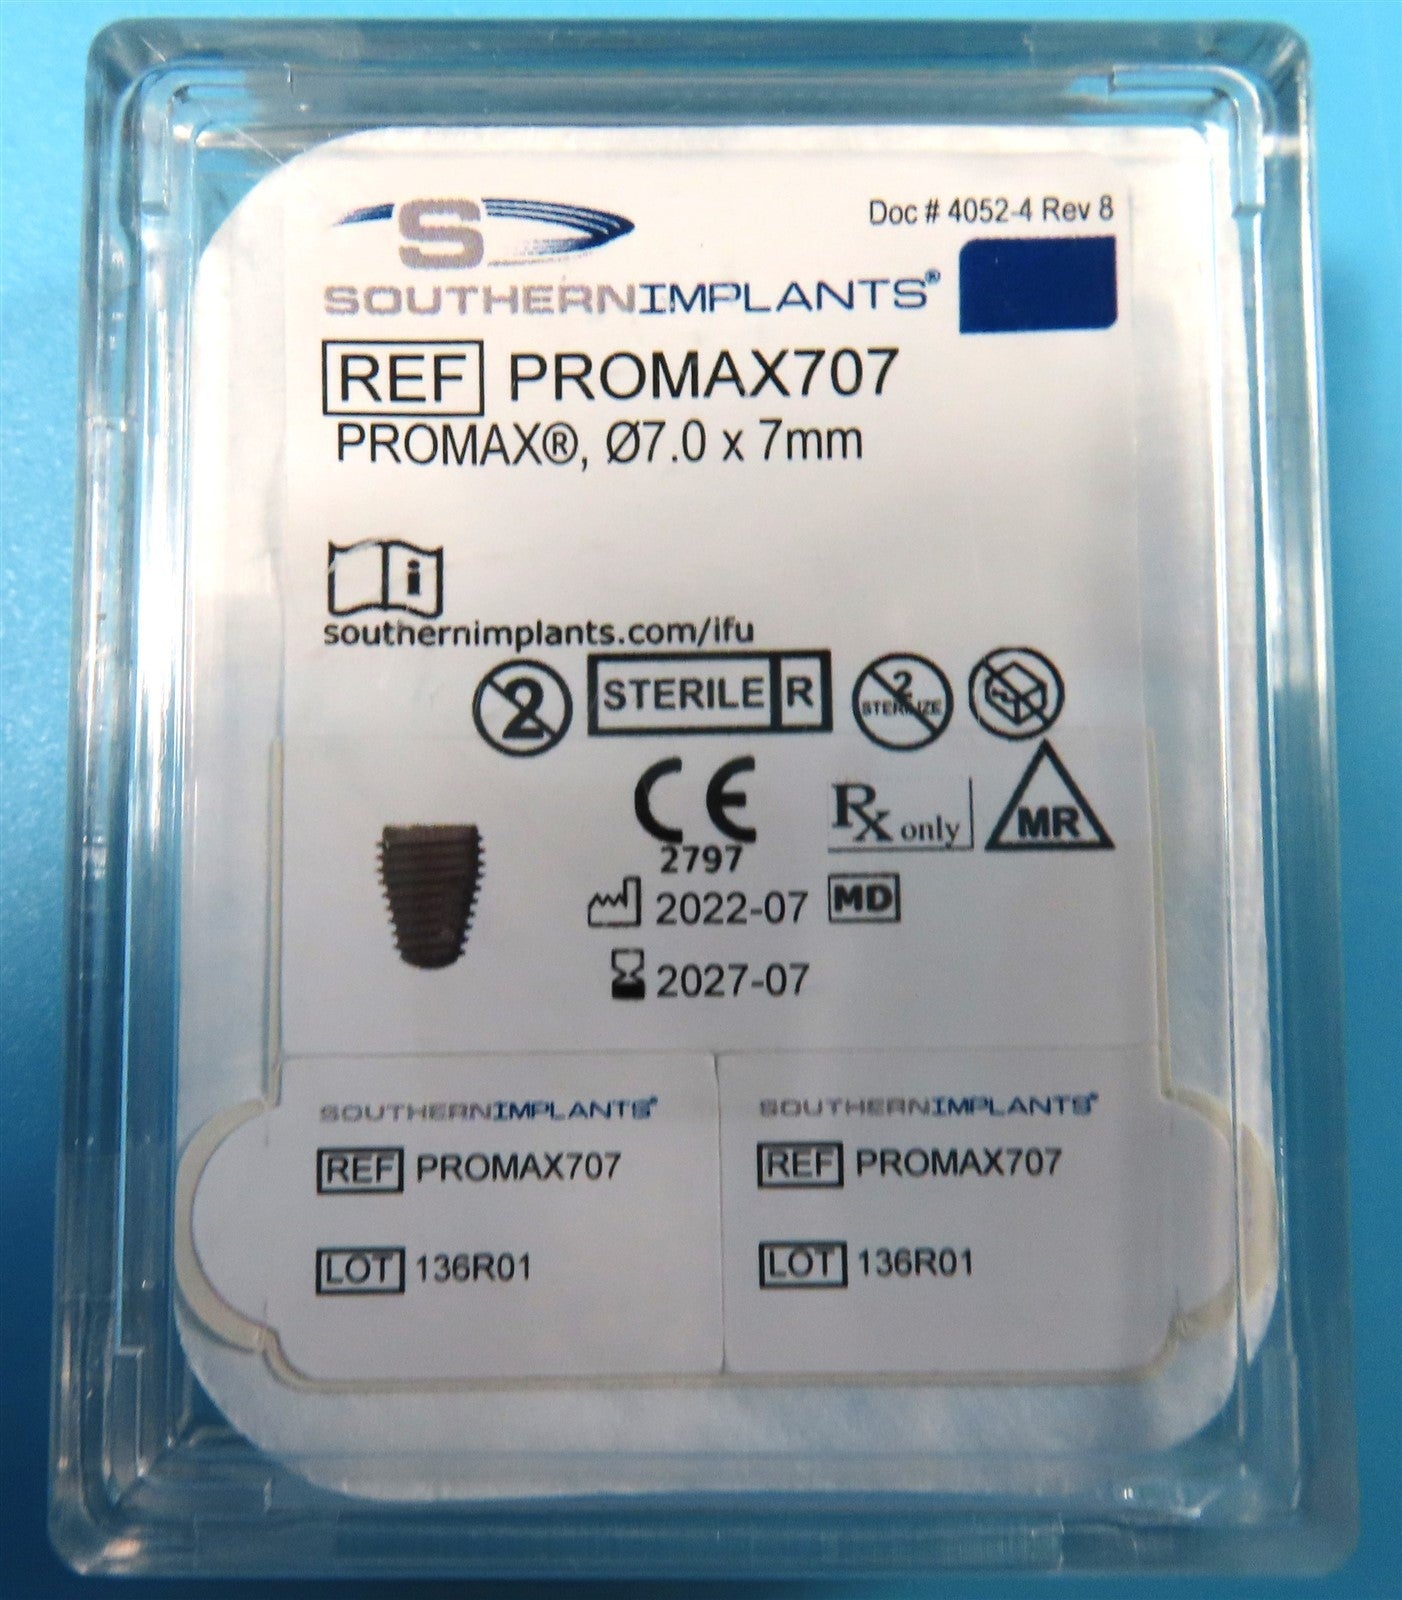 Doc # 4052-4 Rev 8
S
SOUTHERNIMPLANTS®
REF PROMAX707
PROMAX®, Ø7.0 x 7mm
i
southernimplants.com/ifu
2 STERILE R 2 STERILIZE
CE Rx only MR
2797
2022-07 MD
2027-07
SOUTHERNIMPLANTS®
REF PROMAX707
LOT 136R01
SOUTHERNIMPLANTS®
REF PROMAX707
LOT 136R01